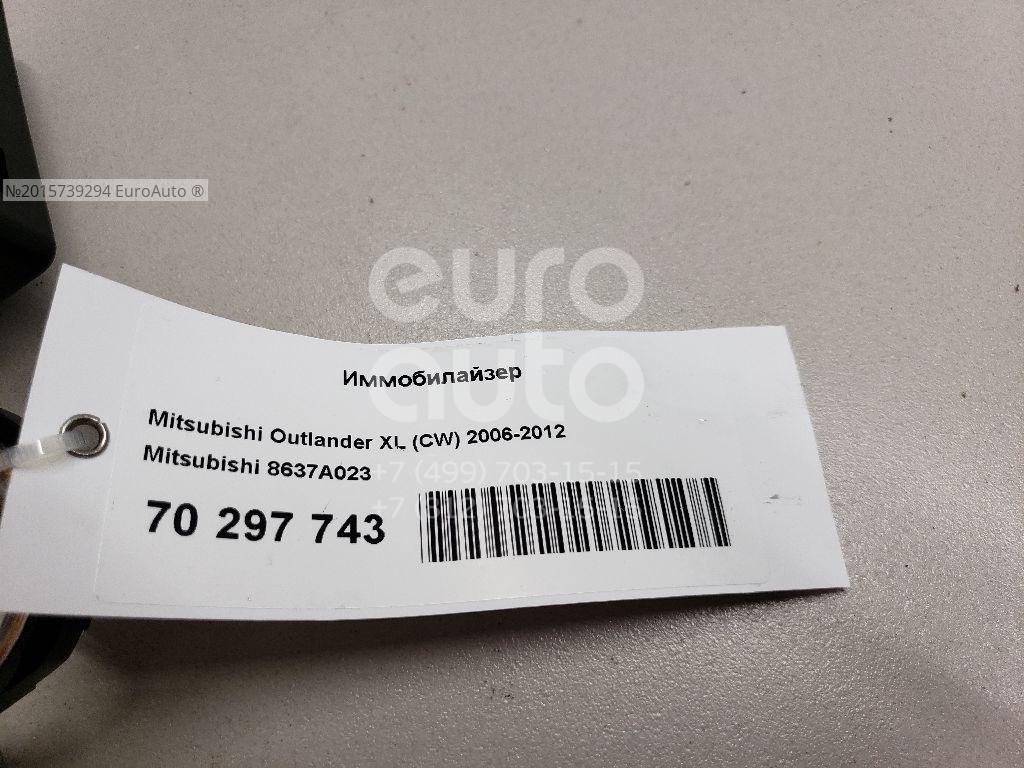 №2015739294 EuroAuto ®
euro
auto
Иммобилайзер
Mitsubishi Outlander XL (CW) 2006-2012
Mitsubishi 8637A023
+7 (499) 703-15-15
70 297 743